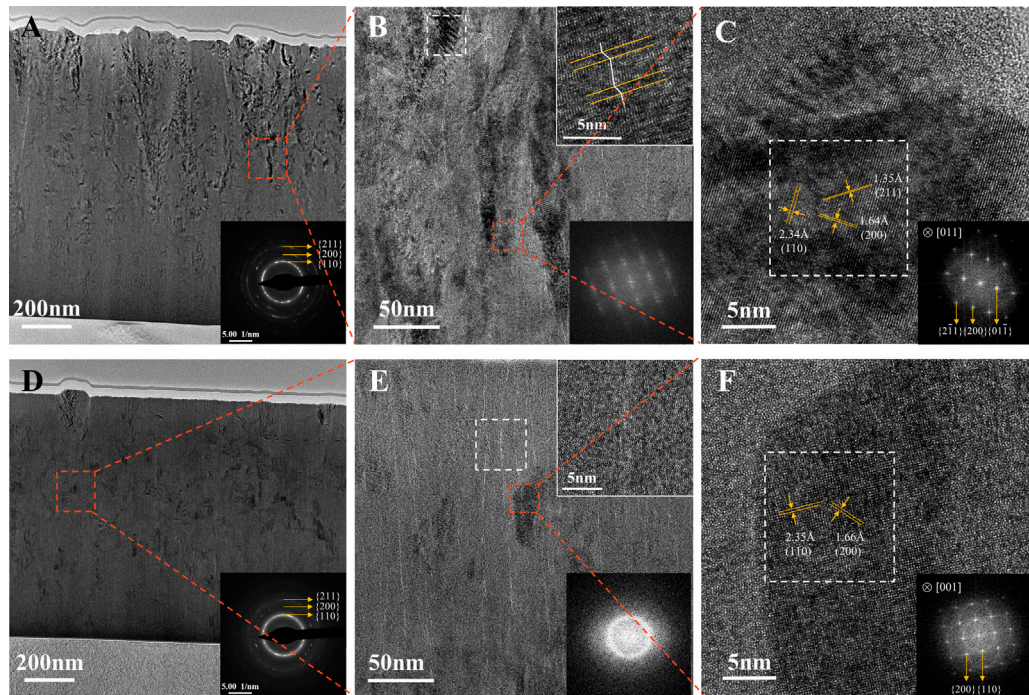 A
{211}
{200}
{110}
200nm
5.00 1/nm
B
5nm
50nm
C
1.35Å
(211)
1.64Å
(200)
2.34Å
(110)
⊗ [011]
5nm
{21̄1}{200}{011̄}
D
{211}
{200}
{110}
200nm
5.00 1/nm
E
5nm
50nm
F
2.35Å
(110)
1.66Å
(200)
⊗ [001]
5nm
{200}{110}